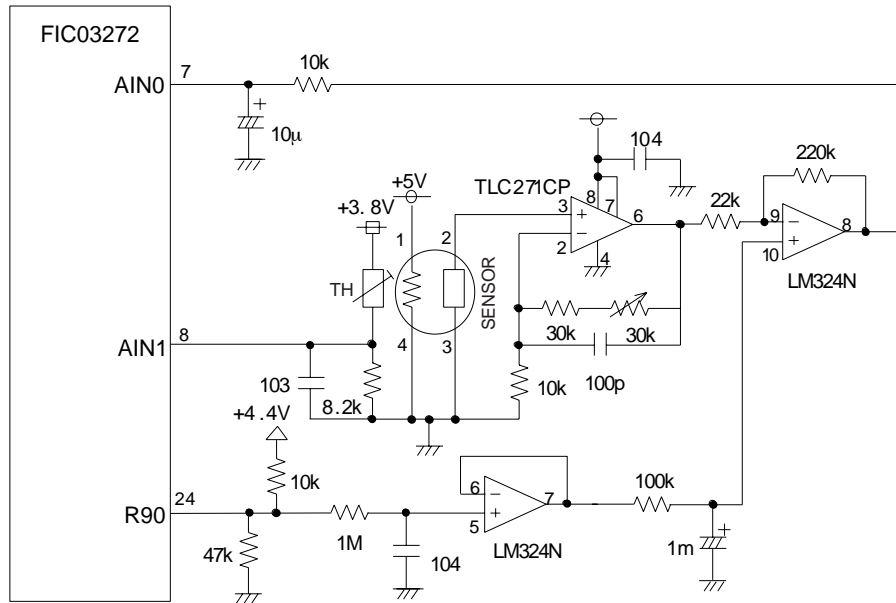 FIC03272
AIN0
7
10k
+
10µ
+5V
+3.8V
1
2
TH
SENSOR
4
3
AIN1
8
103
8.2k
TLC271CP
104
3
+
8
7
6
2
−
4
30k
30k
100p
10k
22k
220k
9
−
8
+
10
LM324N
+4.4V
10k
R90
24
47k
1M
104
6
−
7
+
5
LM324N
100k
+
1m